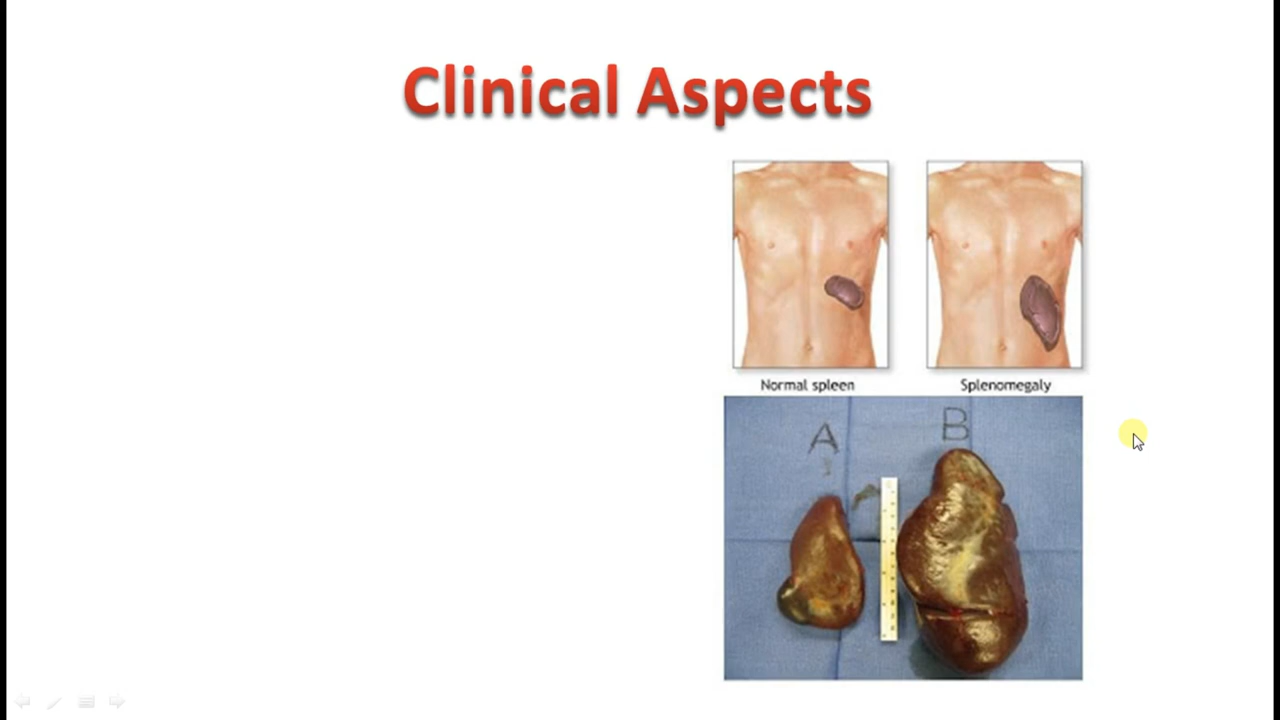 Clinical Aspects
Normal spleen
Splenomegaly
A
B